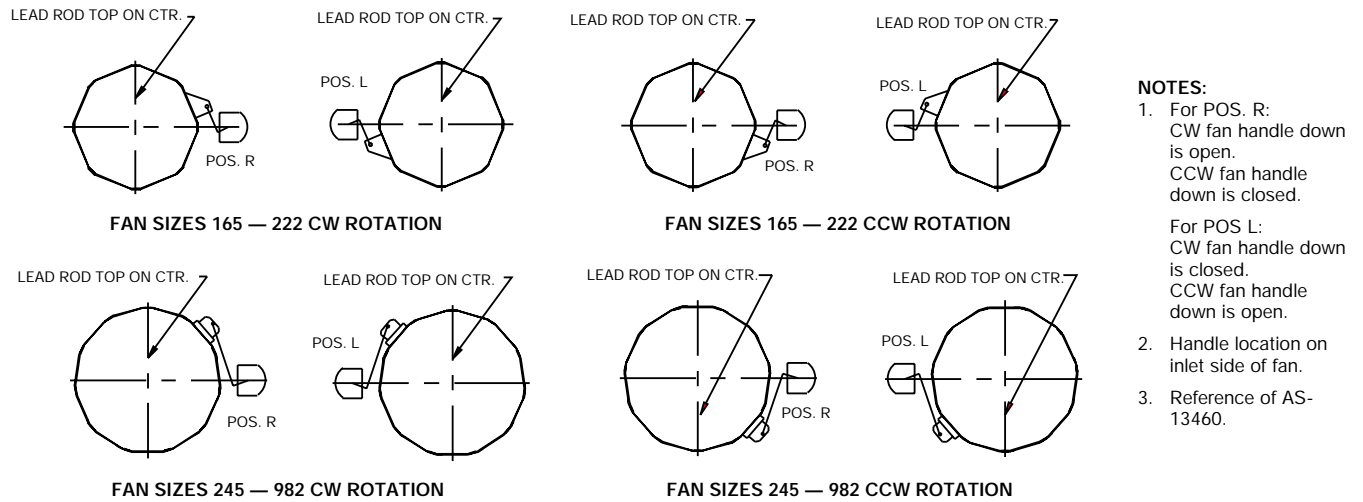 LEAD ROD TOP ON CTR.
LEAD ROD TOP ON CTR.
LEAD ROD TOP ON CTR.
LEAD ROD TOP ON CTR.
POS. L
POS. L
POS. R
POS. R
FAN SIZES 165 — 222 CW ROTATION
FAN SIZES 165 — 222 CCW ROTATION
LEAD ROD TOP ON CTR.
LEAD ROD TOP ON CTR.
LEAD ROD TOP ON CTR.
LEAD ROD TOP ON CTR.
POS. L
POS. L
POS. R
POS. R
FAN SIZES 245 — 982 CW ROTATION
FAN SIZES 245 — 982 CCW ROTATION
NOTES:
1. For POS. R:
CW fan handle down
is open.
CCW fan handle
down is closed.
For POS L:
CW fan handle down
is closed.
CCW fan handle
down is open.
2. Handle location on
inlet side of fan.
3. Reference of AS-
13460.